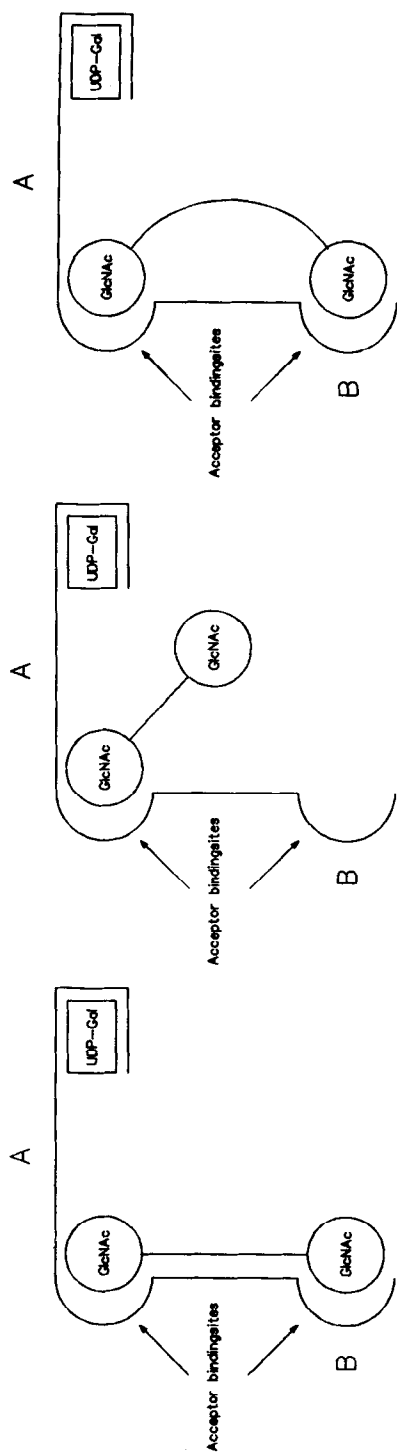 A
UDP-Gal
GlcNAc
Acceptor bindingsites
GlcNAc
B
A
UDP-Gal
GlcNAc
GlcNAc
Acceptor bindingsites
B
A
UDP-Gal
GlcNAc
Acceptor bindingsites
GlcNAc
B